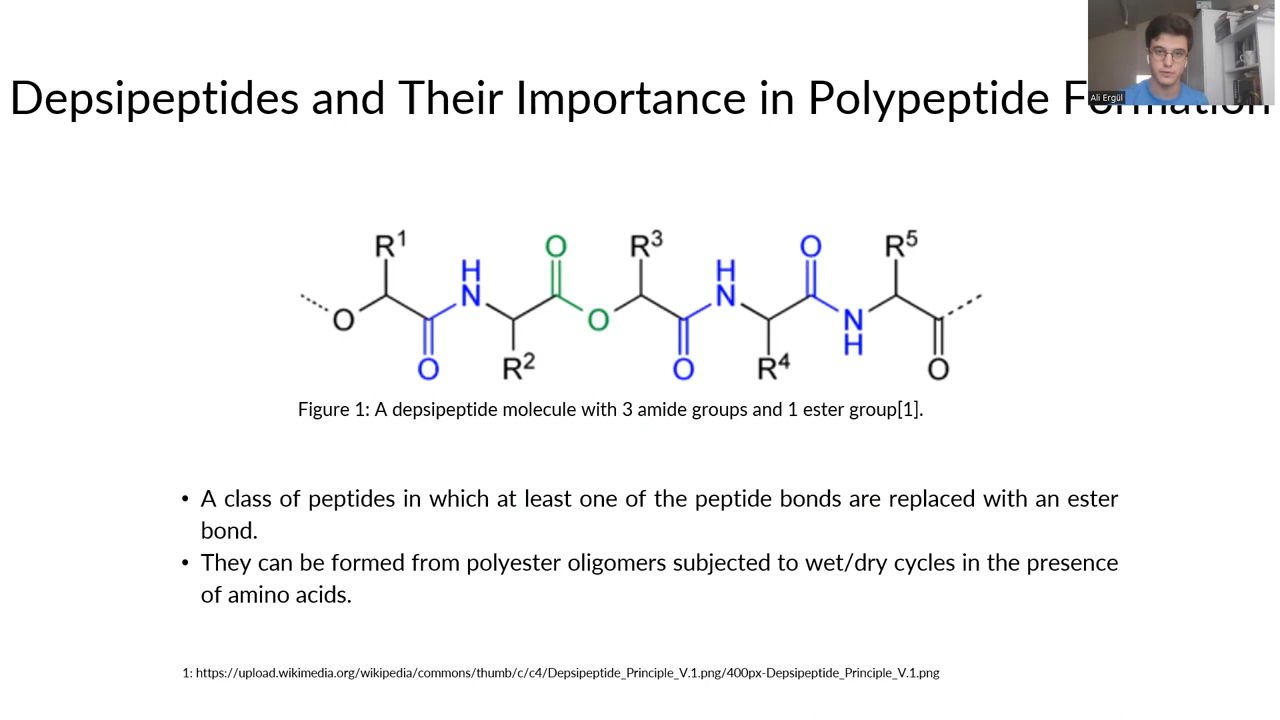 Ali Ergül
Depsipeptides and Their Importance in Polypeptide Formation
R1 O R3 O R5
H H
N N
O O N
H
O R2 O R4 O
Figure 1: A depsipeptide molecule with 3 amide groups and 1 ester group[1].
• A class of peptides in which at least one of the peptide bonds are replaced with an ester
bond.
• They can be formed from polyester oligomers subjected to wet/dry cycles in the presence
of amino acids.
1: https://upload.wikimedia.org/wikipedia/commons/thumb/c/c4/Depsipeptide_Principle_V.1.png/400px-Depsipeptide_Principle_V.1.png